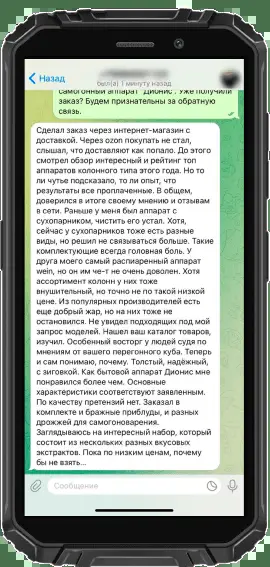 Назад
был(а) 1 минуту назад
самогонный аппарат "Дионис". Уже получили
заказ? Будем признательны за обратную
связь.
Сделал заказ через интернет-магазин с
доставкой. Через ozon покупать не стал,
слышал, что доставляют как попало. До этого
смотрел обзор интересный и рейтинг топ
аппаратов колонного типа этого года. Но то
ли чутье подсказало, то ли опыт, что
результаты все проплаченные. В общем,
доверился в итоге своему мнению и отзывам
в сети. Раньше у меня был аппарат с
сухопарником, чистить его устал. Хотя,
сейчас у сухопарников тоже есть разные
виды, но решил не связываться больше. Такие
комплектующие всегда головная боль. У
друга моего самый распиаренный аппарат
wein, но он им че-т не очень доволен. Хотя
ассортимент колонн у них тоже
внушительный, но точно не по такой низкой
цене. Из популярных производителей есть
еще добрый жар, но на них тоже не
остановился. Не увидел подходящих под мой
запрос моделей. Нашел ваш каталог товаров,
изучил. Особенный восторг у людей судя по
мнениям от вашего перегонного куба. Теперь
и сам понимаю, почему. Толстый, надёжный,
с зиговкой. Как бытовой аппарат Дионис мне
понравился более чем. Основные
характеристики соответствуют заявленным.
По качеству претензий нет. Заказал в
комплекте и бражные приблуды, и разных
дрожжей для самогоноварения.
Заглядываюсь на интересный набор, который
состоит из нескольких разных вкусовых
экстрактов. Пока по низким ценам, почему
бы не взять...
Сообщение